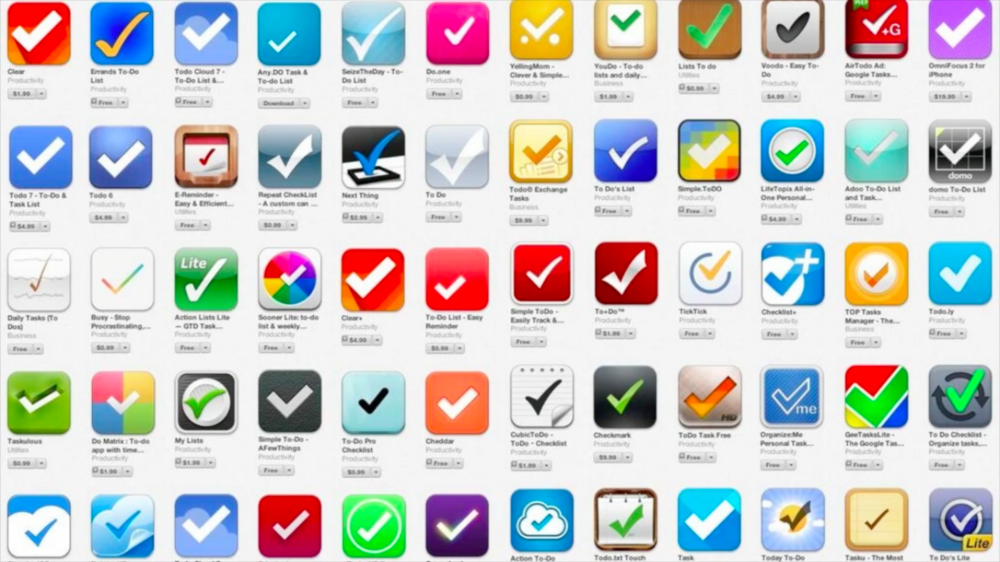 Clear
Productivity
$1.99
Errands To-Do
List
Productivity
Free
Todo Cloud 7 -
To-Do List &...
Productivity
Free
Any.DO Task &
To-do List
Productivity
Download
SeizeTheDay - To-
Do List
Productivity
Free
Do.one
Productivity
Free
YellingMom -
Clever & Simple...
Productivity
$0.99
YouDo - To-do
lists and daily...
Business
$1.99
Lists To do
Utilities
$0.99
Voodo - Easy To-
Do
Productivity
$4.99
+G
AirTodo Ad:
Google Tasks...
Productivity
Free
OmniFocus 2 for
iPhone
Productivity
$19.99
Todo 7 - To-Do &
Task List
Productivity
$4.99
Todo 6
Productivity
$4.99
E-Reminder -
Easy & Efficient...
Utilities
Free
Repeat CheckList
- A custom can ...
Productivity
$0.99
Next Thing
Productivity
$0.99
To Do
Productivity
Free
Todo® Exchange
Tasks
Business
$9.99
To Do's List
Productivity
Free
Simple.TODO
Productivity
Free
LifeTopix All-in-
One Personal...
Productivity
$4.99
Adoo To-Do List
and Task...
Utilities
Free
domo
domo To-Do List
Productivity
Free
Daily Tasks (To
Dos)
Business
Free
Busy - Stop
Procrastinating,...
Productivity
$0.99
Lite
Action Lists Lite
— GTD Task...
Productivity
Free
Sooner Lite: to-do
list & weekly...
Productivity
Free
Clear+
Productivity
$4.99
To-Do List - Easy
Reminder
Productivity
$0.99
Simple ToDo -
Easily Track &...
Productivity
Free
To+Do™
Productivity
$1.99
TickTick
Productivity
Free
Checklist+
Productivity
Free
TOP Tasks
Manager - The...
Business
Free
Todo.ly
Productivity
Free
Taskulous
Utilities
$0.99
Do Matrix : To-do
app with time...
Productivity
$1.99
My Lists
Productivity
$1.99
Simple To-Do -
AFewThings
Productivity
Free
To-Do Pro
Checklist
Productivity
$0.99
Cheddar
Productivity
Free
CubicToDo -
ToDo - Checklist
Productivity
$1.99
Checkmark
Productivity
$9.99
HD
ToDo Task Free
Productivity
Free
me
Organize:Me
Personal Task...
Productivity
Free
GeeTasksLite -
The Google Tas...
Productivity
Free
To Do Checklist -
Organize tasks,...
Productivity
Free
Action To-Do
Todo.txt Touch
Task
Today To-Do
Tasku - The Most
Lite
To Do's Lite